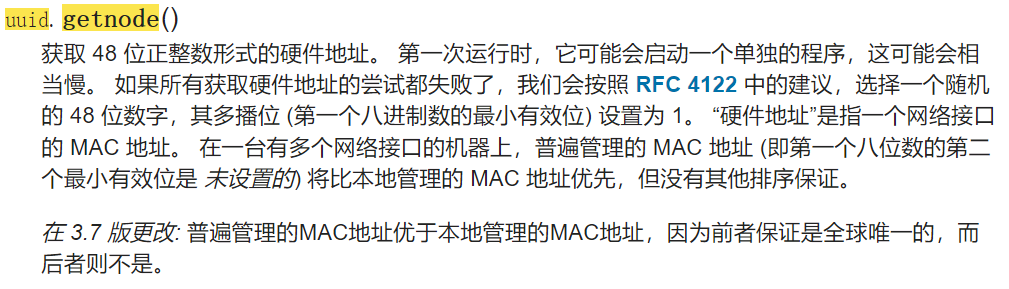 uuid. getnode()
获取 48 位正整数形式的硬件地址。 第一次运行时，它可能会启动一个单独的程序，这可能会相
当慢。 如果所有获取硬件地址的尝试都失败了，我们会按照 RFC 4122 中的建议，选择一个随机
的 48 位数字，其多播位 (第一个八进制数的最小有效位) 设置为 1。 “硬件地址”是指一个网络接口
的 MAC 地址。 在一台有多个网络接口的机器上，普遍管理的 MAC 地址 (即第一个八位数的第二
个最小有效位是 未设置的) 将比本地管理的 MAC 地址优先，但没有其他排序保证。
在 3.7 版更改: 普遍管理的MAC地址优于本地管理的MAC地址，因为前者保证是全球唯一的，而
后者则不是。